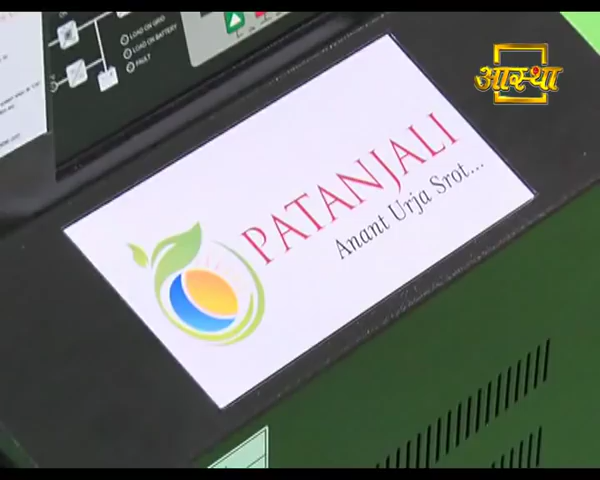 LOAD ON GRID
LOAD ON BATTERY
FAULT
आस्था
PATANJALI
Anant Urja Srot...